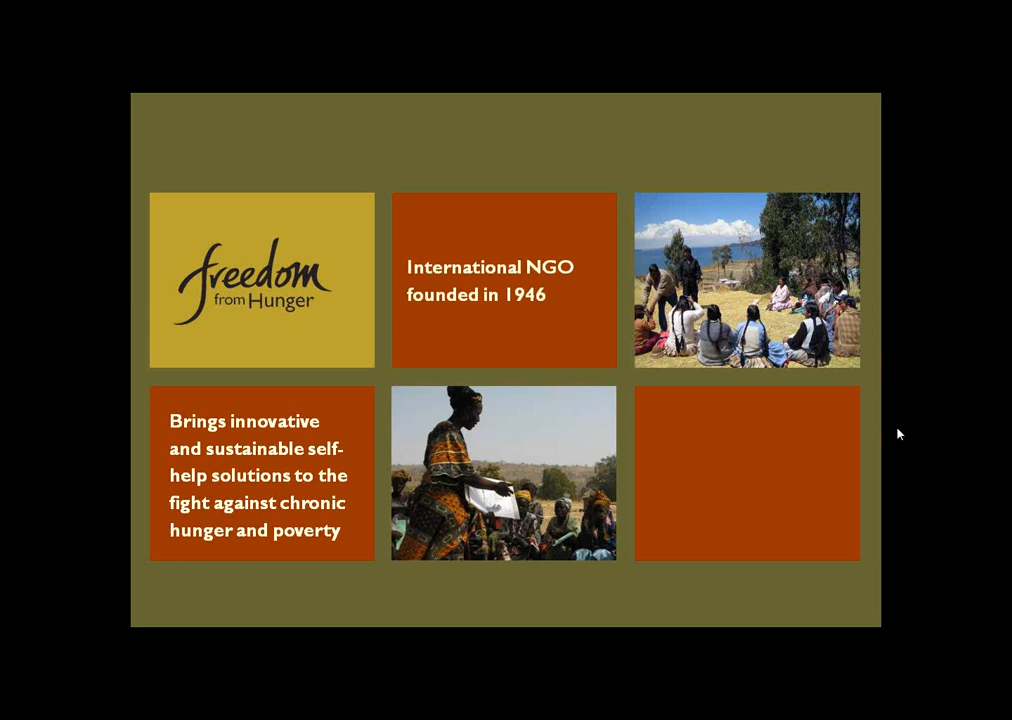 freedom
from Hunger
International NGO
founded in 1946
Brings innovative
and sustainable self-
help solutions to the
fight against chronic
hunger and poverty